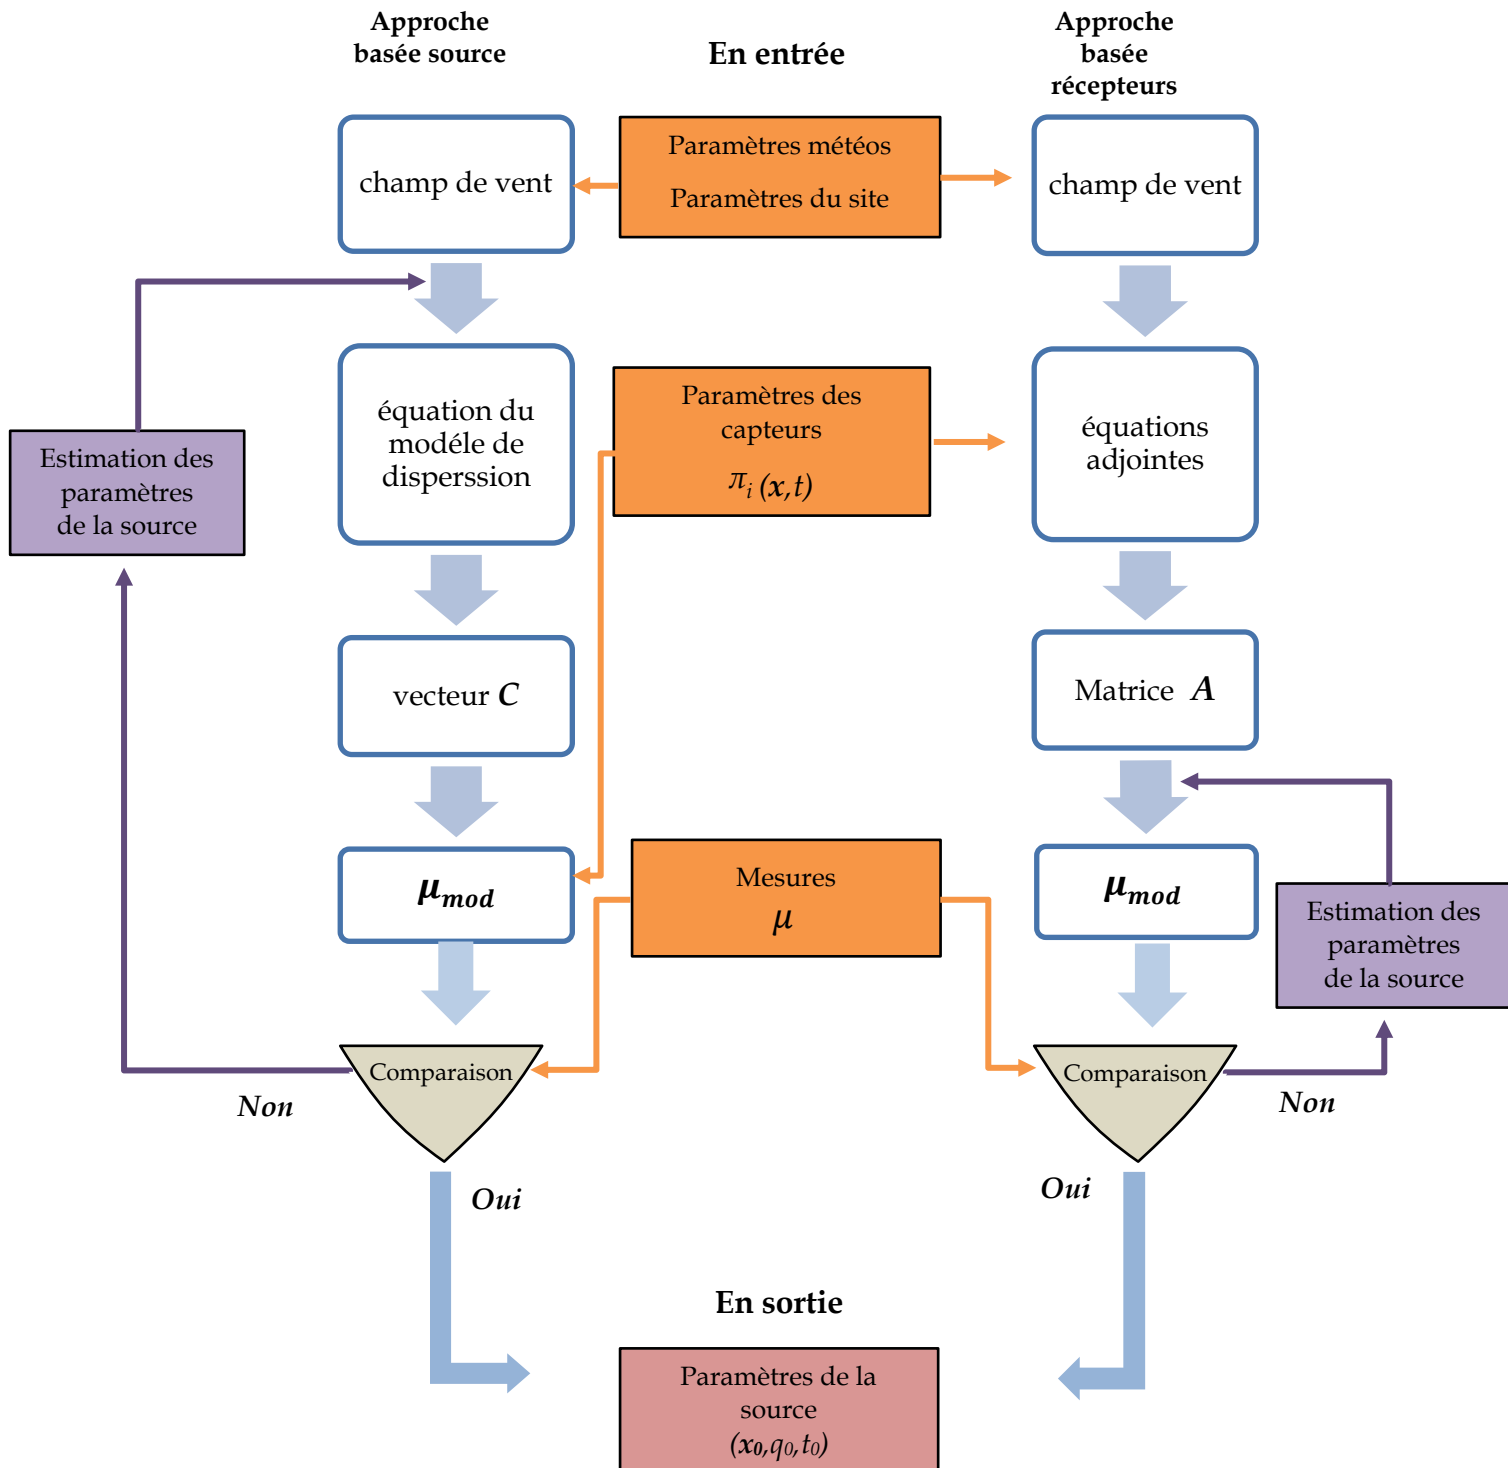 Approche
basée source
En entrée
Approche
basée
récepteurs
champ de vent
Paramètres météos
Paramètres du site
champ de vent
équation du
modéle de
disperssion
Paramètres des
capteurs
π_i (x,t)
équations
adjointes
Estimation des
paramètres
de la source
vecteur C
Matrice A
μ_mod
Mesures
μ
μ_mod
Estimation des
paramètres
de la source
Comparaison
Non
Comparaison
Non
Oui
Oui
En sortie
Paramètres de la
source
(x₀,q₀,t₀)